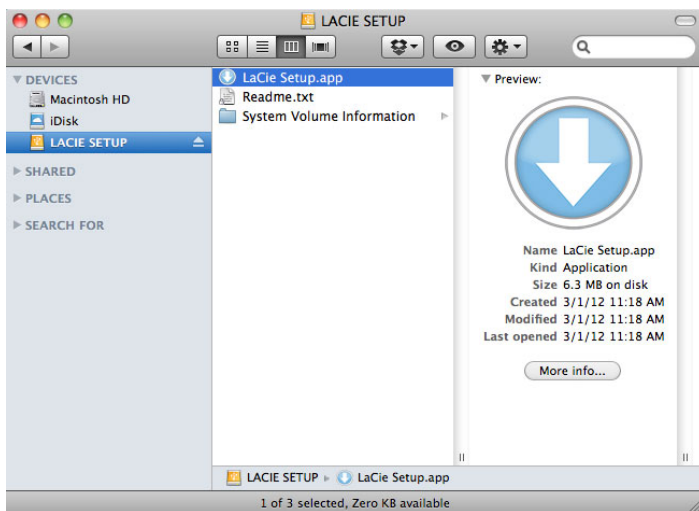 LACIE SETUP
DEVICES
Macintosh HD
iDisk
LACIE SETUP
SHARED
PLACES
SEARCH FOR
LaCie Setup.app
Readme.txt
System Volume Information
Preview:
Name LaCie Setup.app
Kind Application
Size 6.3 MB on disk
Created 3/1/12 11:18 AM
Modified 3/1/12 11:18 AM
Last opened 3/1/12 11:18 AM
More info...
LACIE SETUP LaCie Setup.app
1 of 3 selected, Zero KB available